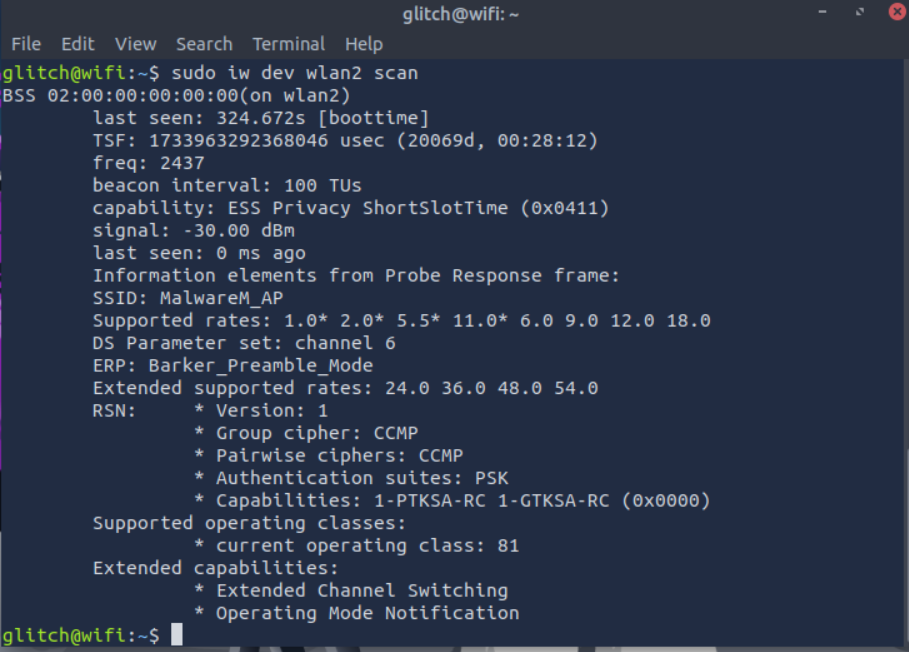 glitch@wifi: ~
File Edit View Search Terminal Help
glitch@wifi:~$ sudo iw dev wlan2 scan
BSS 02:00:00:00:00:00(on wlan2)
last seen: 324.672s [boottime]
TSF: 1733963292368046 usec (20069d, 00:28:12)
freq: 2437
beacon interval: 100 TUs
capability: ESS Privacy ShortSlotTime (0x0411)
signal: -30.00 dBm
last seen: 0 ms ago
Information elements from Probe Response frame:
SSID: MalwareM_AP
Supported rates: 1.0* 2.0* 5.5* 11.0* 6.0 9.0 12.0 18.0
DS Parameter set: channel 6
ERP: Barker_Preamble_Mode
Extended supported rates: 24.0 36.0 48.0 54.0
RSN: * Version: 1
* Group cipher: CCMP
* Pairwise ciphers: CCMP
* Authentication suites: PSK
* Capabilities: 1-PTKSA-RC 1-GTKSA-RC (0x0000)
Supported operating classes:
* current operating class: 81
Extended capabilities:
* Extended Channel Switching
* Operating Mode Notification
glitch@wifi:~$